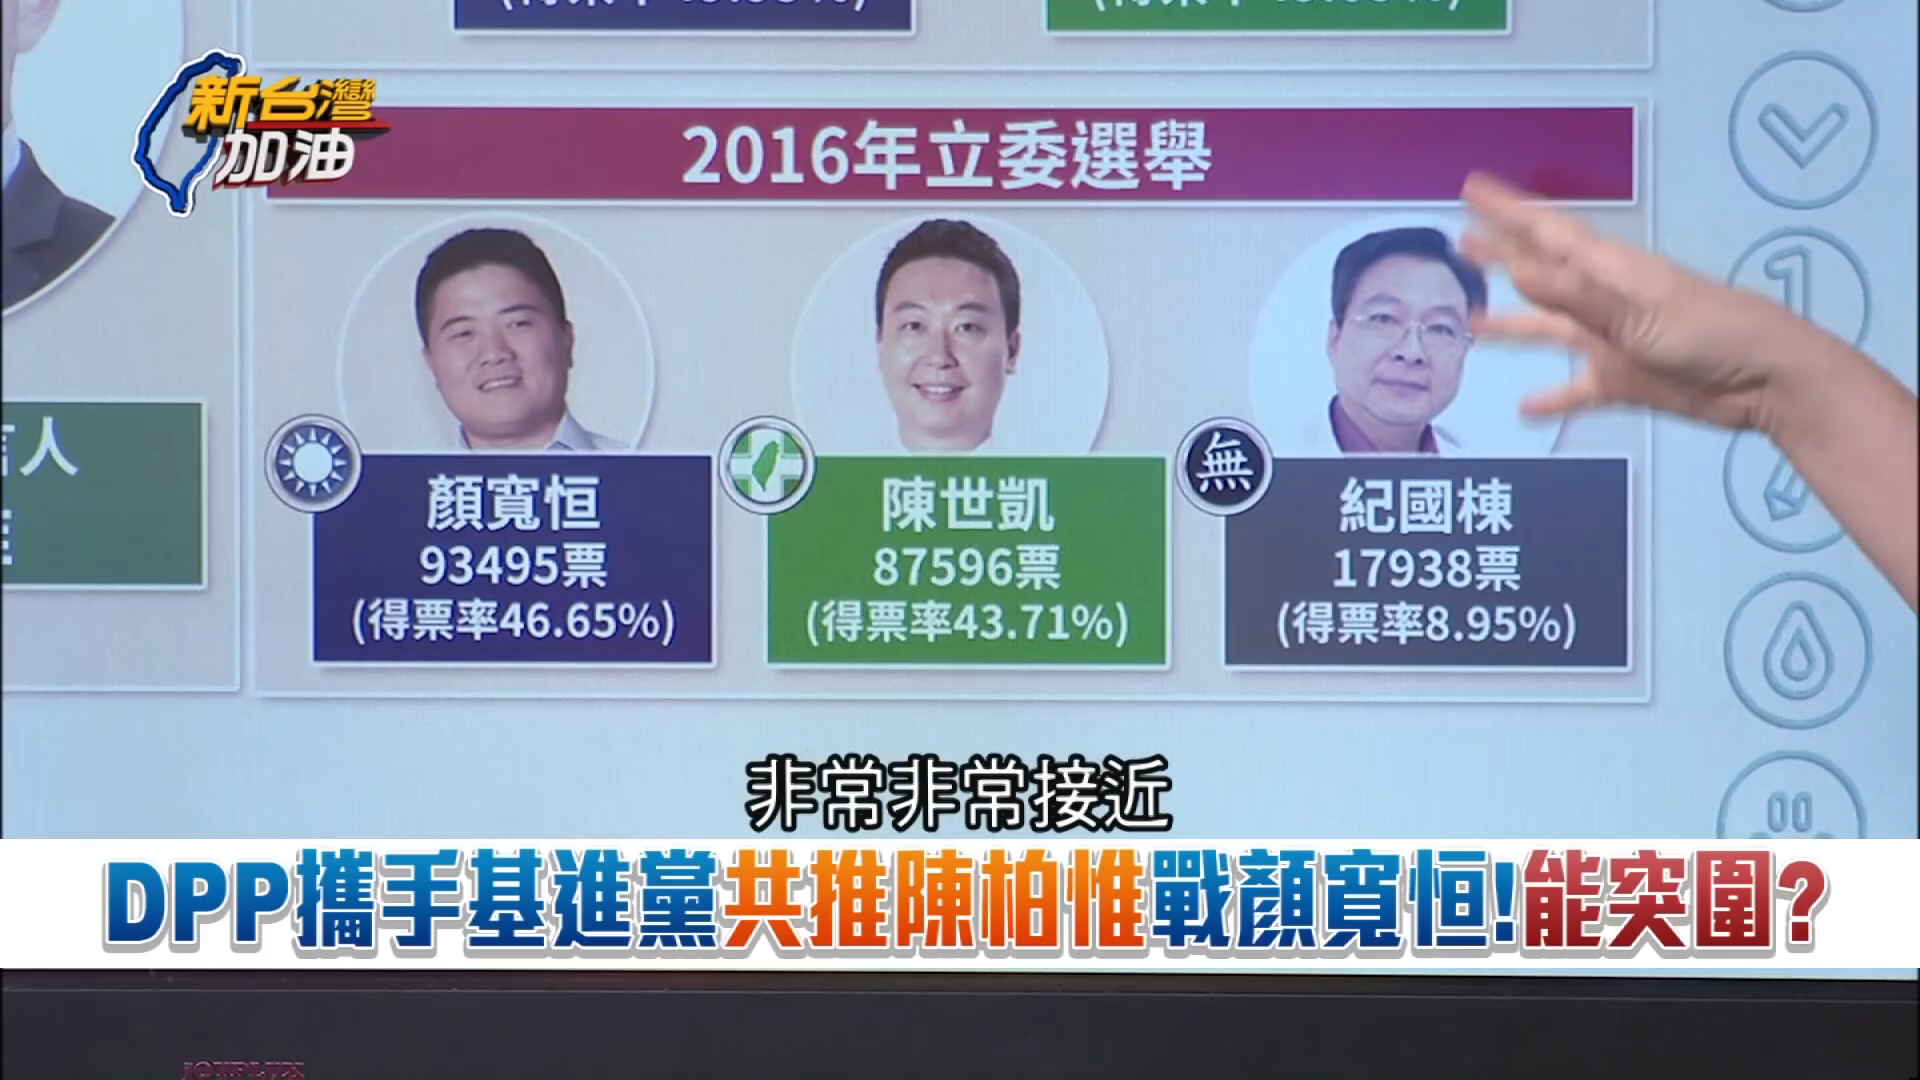 新台灣
加油
2016年立委選舉
人
顏寬恒
93495票
(得票率46.65%)
陳世凱
87596票
(得票率43.71%)
無
紀國棟
17938票
(得票率8.95%)
非常非常接近
DPP攜手基進黨共推陳柏惟戰顏寬恒!能突圍?